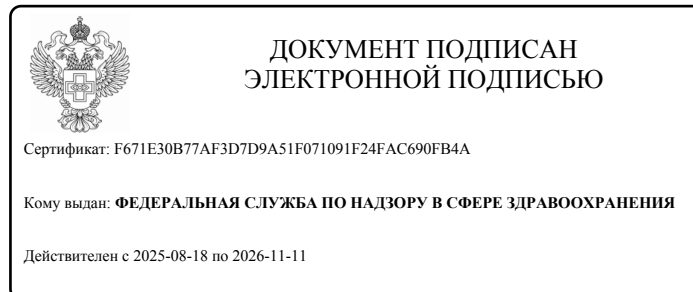 ДОКУМЕНТ ПОДПИСАН
ЭЛЕКТРОННОЙ ПОДПИСЬЮ
Сертификат: F671E30B77AF3D7D9A51F071091F24FAC690FB4A
Кому выдан: ФЕДЕРАЛЬНАЯ СЛУЖБА ПО НАДЗОРУ В СФЕРЕ ЗДРАВООХРАНЕНИЯ
Действителен с 2025-08-18 по 2026-11-11